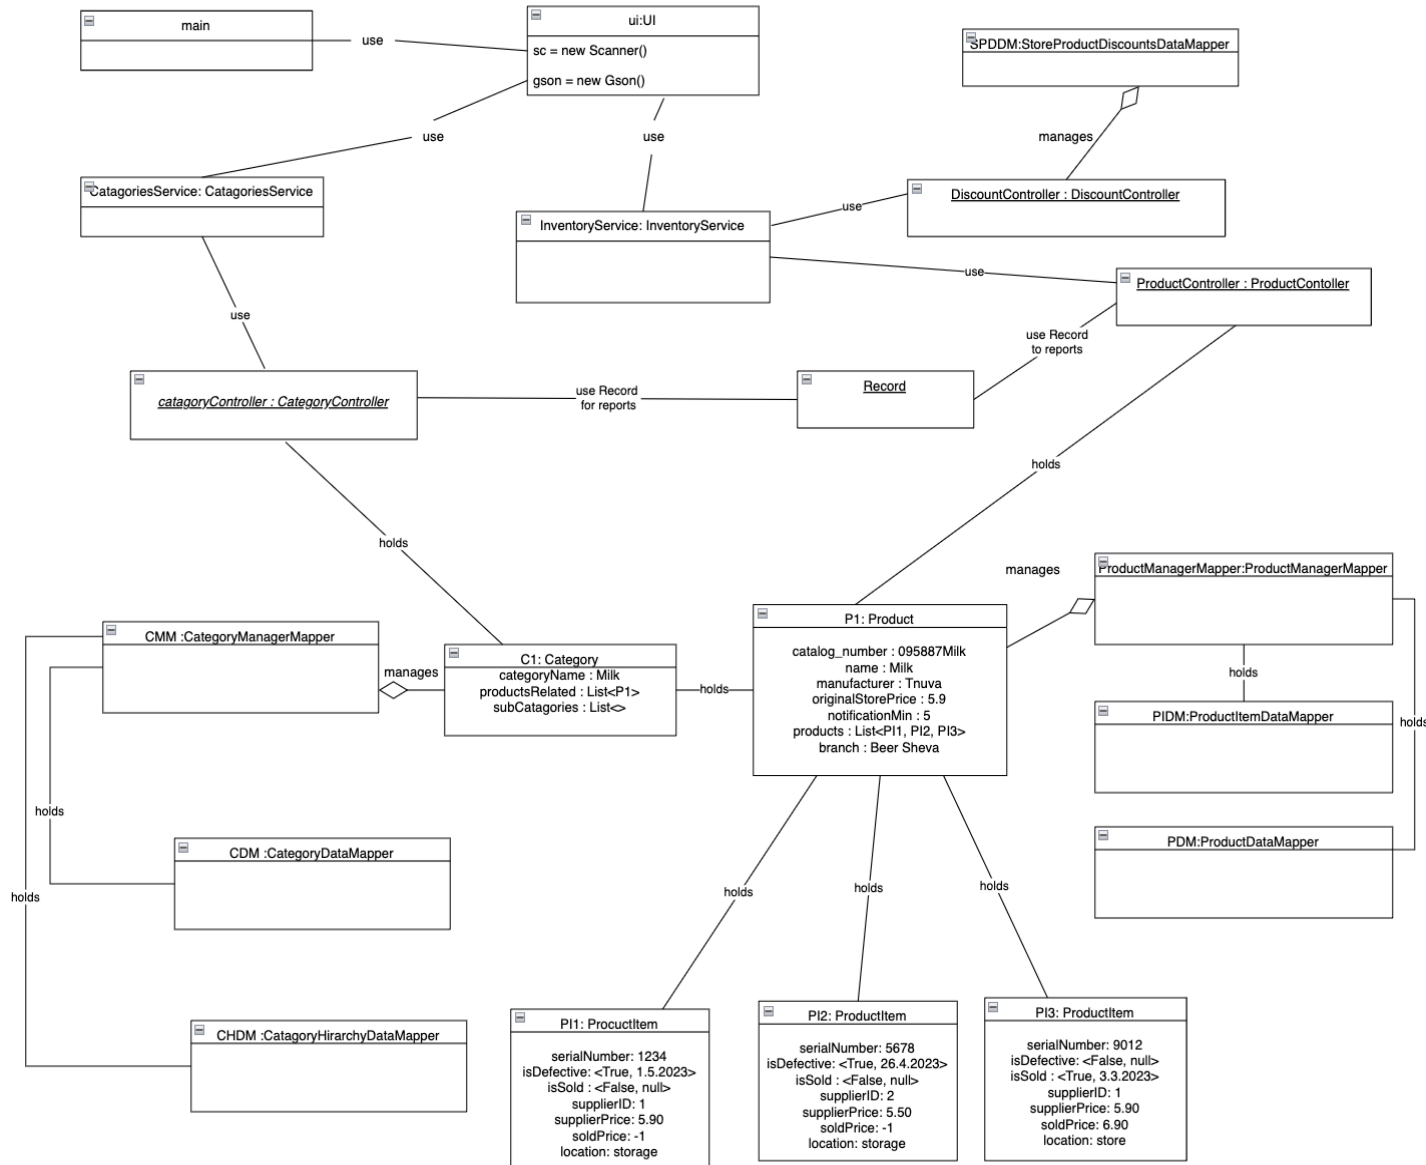 main
use
ui:UI
sc = new Scanner()
gson = new Gson()
SPDDM:StoreProductDiscountsDataMapper
use
use
manages
CatagoriesService: CatagoriesService
DiscountController : DiscountController
use
InventoryService: InventoryService
use
ProductController : ProductContoller
use
use Record
to reports
catagoryController : CategoryController
use Record
for reports
Record
holds
holds
manages
ProductManagerMapper:ProductManagerMapper
CMM :CategoryManagerMapper
manages
C1: Category
categoryName : Milk
productsRelated : List<P1>
subCatagories : List<>
holds
P1: Product
catalog_number : 095887Milk
name : Milk
manufacturer : Tnuva
originalStorePrice : 5.9
notificationMin : 5
products : List<PI1, PI2, PI3>
branch : Beer Sheva
holds
PIDM:ProductItemDataMapper
holds
PDM:ProductDataMapper
holds
CDM :CategoryDataMapper
holds
holds
holds
holds
CHDM :CatagoryHirarchyDataMapper
PI1: ProcuctItem
serialNumber: 1234
isDefective: <True, 1.5.2023>
isSold : <False, null>
supplierID: 1
supplierPrice: 5.90
soldPrice: -1
location: storage
PI2: ProductItem
serialNumber: 5678
isDefective: <True, 26.4.2023>
isSold : <False, null>
supplierID: 2
supplierPrice: 5.50
soldPrice: -1
location: storage
PI3: ProductItem
serialNumber: 9012
isDefective: <False, null>
isSold : <True, 3.3.2023>
supplierID: 1
supplierPrice: 5.90
soldPrice: 6.90
location: store